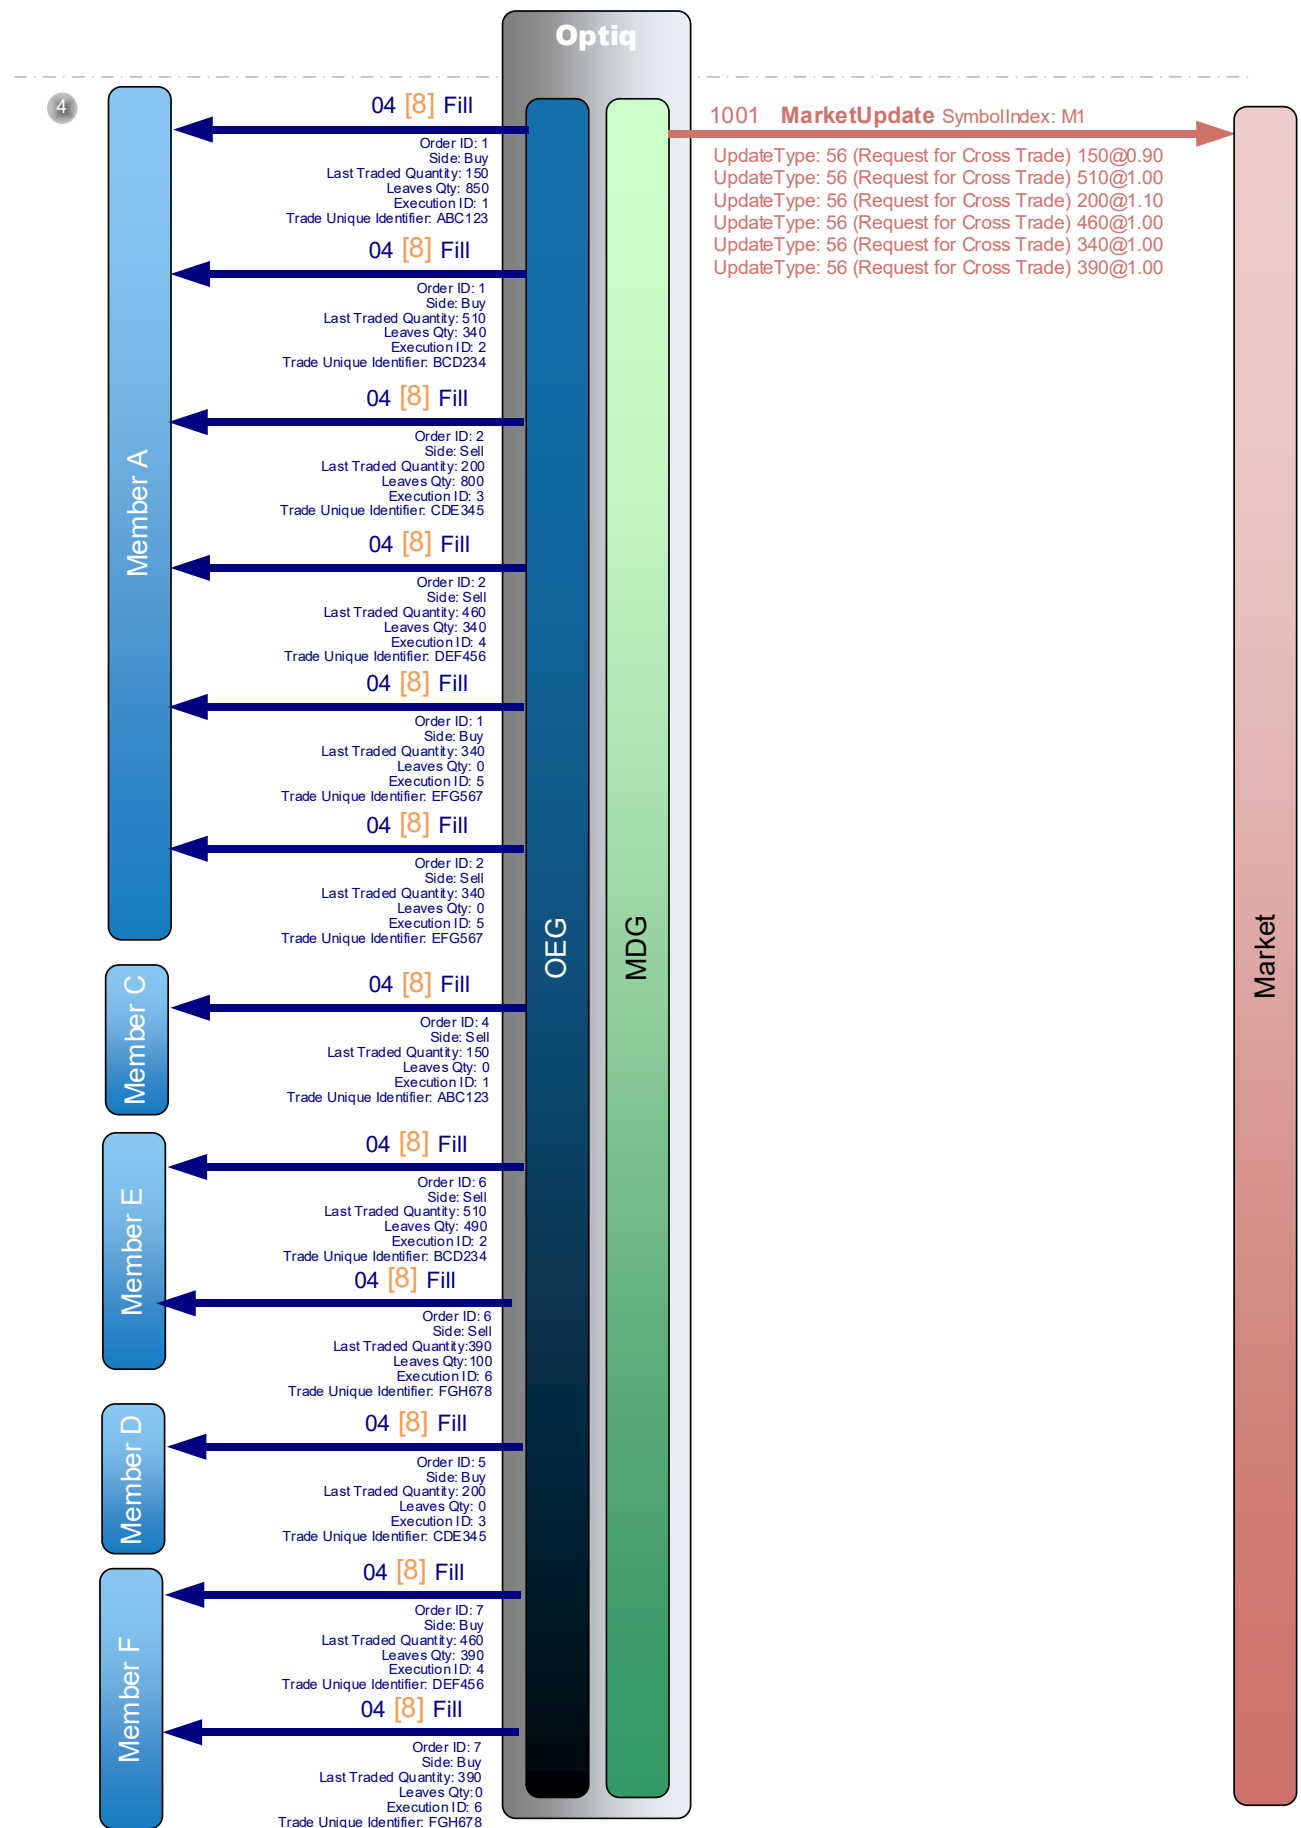 Optiq
4
04 [8] Fill
Order ID: 1
Side: Buy
Last Traded Quantity: 150
Leaves Qty: 850
Execution ID: 1
Trade Unique Identifier: ABC123
04 [8] Fill
Order ID: 1
Side: Buy
Last Traded Quantity: 510
Leaves Qty: 340
Execution ID: 2
Trade Unique Identifier: BCD234
04 [8] Fill
Order ID: 2
Side: Sell
Last Traded Quantity: 200
Leaves Qty: 800
Execution ID: 3
Trade Unique Identifier: CDE345
04 [8] Fill
Order ID: 2
Side: Sell
Last Traded Quantity: 460
Leaves Qty: 340
Execution ID: 4
Trade Unique Identifier: DEF456
04 [8] Fill
Order ID: 1
Side: Buy
Last Traded Quantity: 340
Leaves Qty: 0
Execution ID: 5
Trade Unique Identifier: EFG567
04 [8] Fill
Order ID: 2
Side: Sell
Last Traded Quantity: 340
Leaves Qty: 0
Execution ID: 5
Trade Unique Identifier: EFG567
Member A
04 [8] Fill
Order ID: 4
Side: Sell
Last Traded Quantity: 150
Leaves Qty: 0
Execution ID: 1
Trade Unique Identifier: ABC123
Member C
04 [8] Fill
Order ID: 6
Side: Sell
Last Traded Quantity: 510
Leaves Qty: 490
Execution ID: 2
Trade Unique Identifier: BCD234
04 [8] Fill
Order ID: 6
Side: Sell
Last Traded Quantity:390
Leaves Qty:100
Execution ID: 6
Trade Unique Identifier: FGH678
Member E
04 [8] Fill
Order ID: 5
Side: Buy
Last Traded Quantity: 200
Leaves Qty: 0
Execution ID: 3
Trade Unique Identifier: CDE345
Member D
04 [8] Fill
Order ID: 7
Side: Buy
Last Traded Quantity: 460
Leaves Qty: 390
Execution ID: 4
Trade Unique Identifier: DEF456
04 [8] Fill
Order ID: 7
Side: Buy
Last Traded Quantity: 390
Leaves Qty:0
Execution ID: 6
Trade Unique Identifier: FGH678
Member F
OEG
MDG
1001 MarketUpdate SymbolIndex: M1
UpdateType: 56 (Request for Cross Trade) 150@0.90
UpdateType: 56 (Request for Cross Trade) 510@1.00
UpdateType: 56 (Request for Cross Trade) 200@1.10
UpdateType: 56 (Request for Cross Trade) 460@1.00
UpdateType: 56 (Request for Cross Trade) 340@1.00
UpdateType: 56 (Request for Cross Trade) 390@1.00
Market